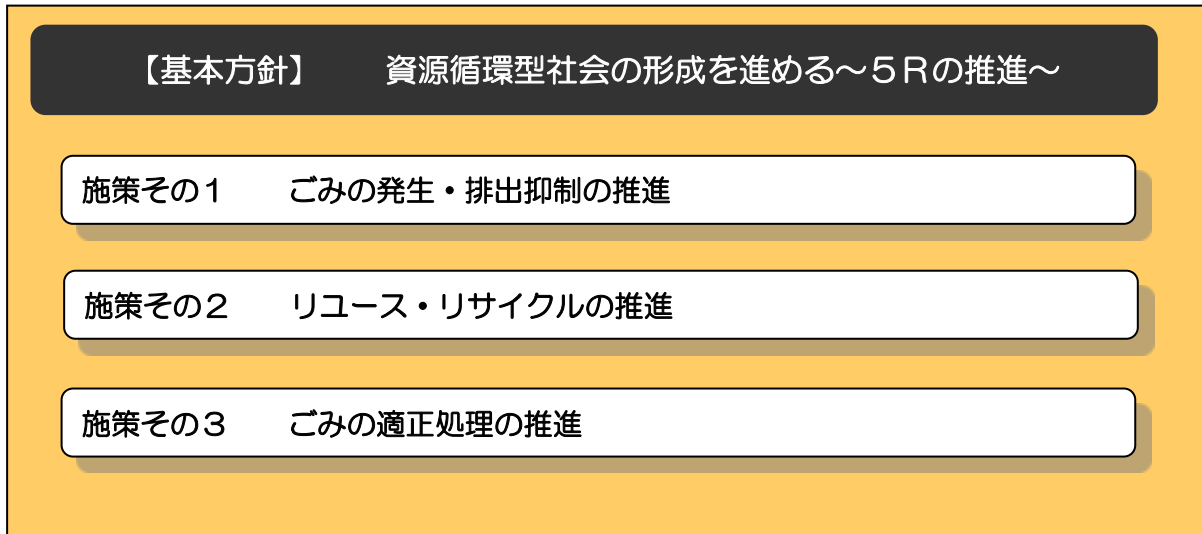 【基本方針】　　資源循環型社会の形成を進める～５Ｒの推進～
施策その１　　ごみの発生・排出抑制の推進
施策その２　　リユース・リサイクルの推進
施策その３　　ごみの適正処理の推進